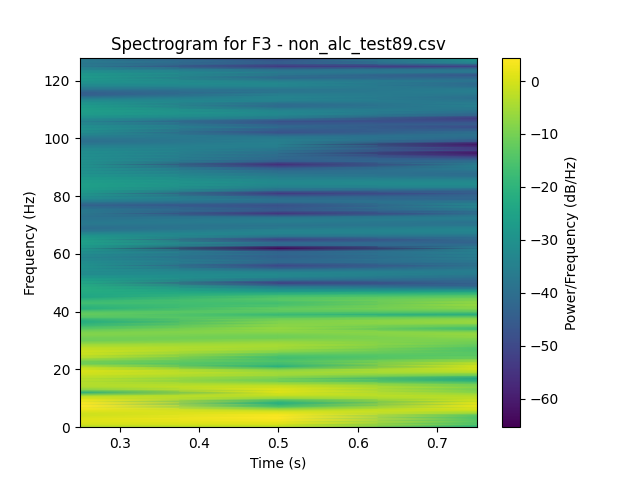 Spectrogram for F3 - non_alc_test89.csv
120
100
80
60
40
20
0
Frequency (Hz)
0.3 0.4 0.5 0.6 0.7
Time (s)
0
−10
−20
−30
−40
−50
−60
Power/Frequency (dB/Hz)